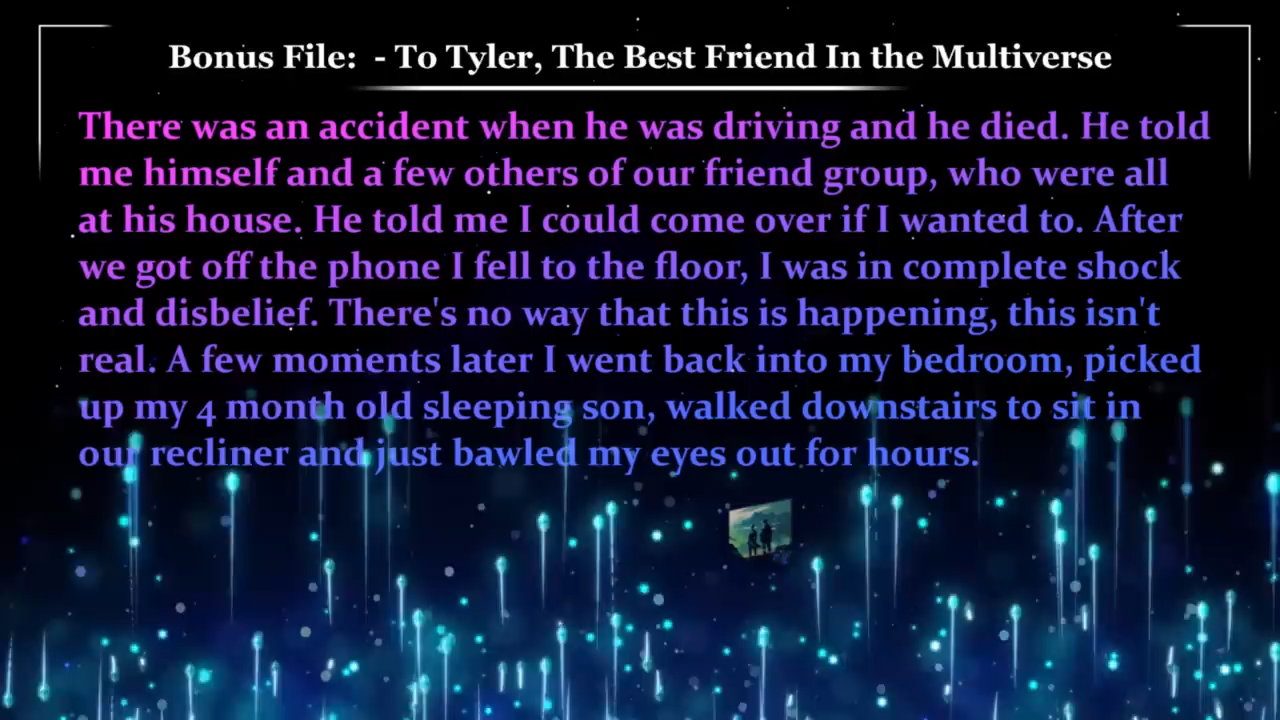 Bonus File:  - To Tyler, The Best Friend In the Multiverse
There was an accident when he was driving and he died. He told
me himself and a few others of our friend group, who were all
at his house. He told me I could come over if I wanted to. After
we got off the phone I fell to the floor, I was in complete shock
and disbelief. There's no way that this is happening, this isn't
real. A few moments later I went back into my bedroom, picked
up my 4 month old sleeping son, walked downstairs to sit in
our recliner and just bawled my eyes out for hours.